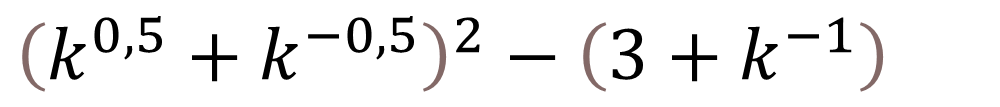 (k^{0,5} + k^{-0,5})^2 - (3 + k^{-1})